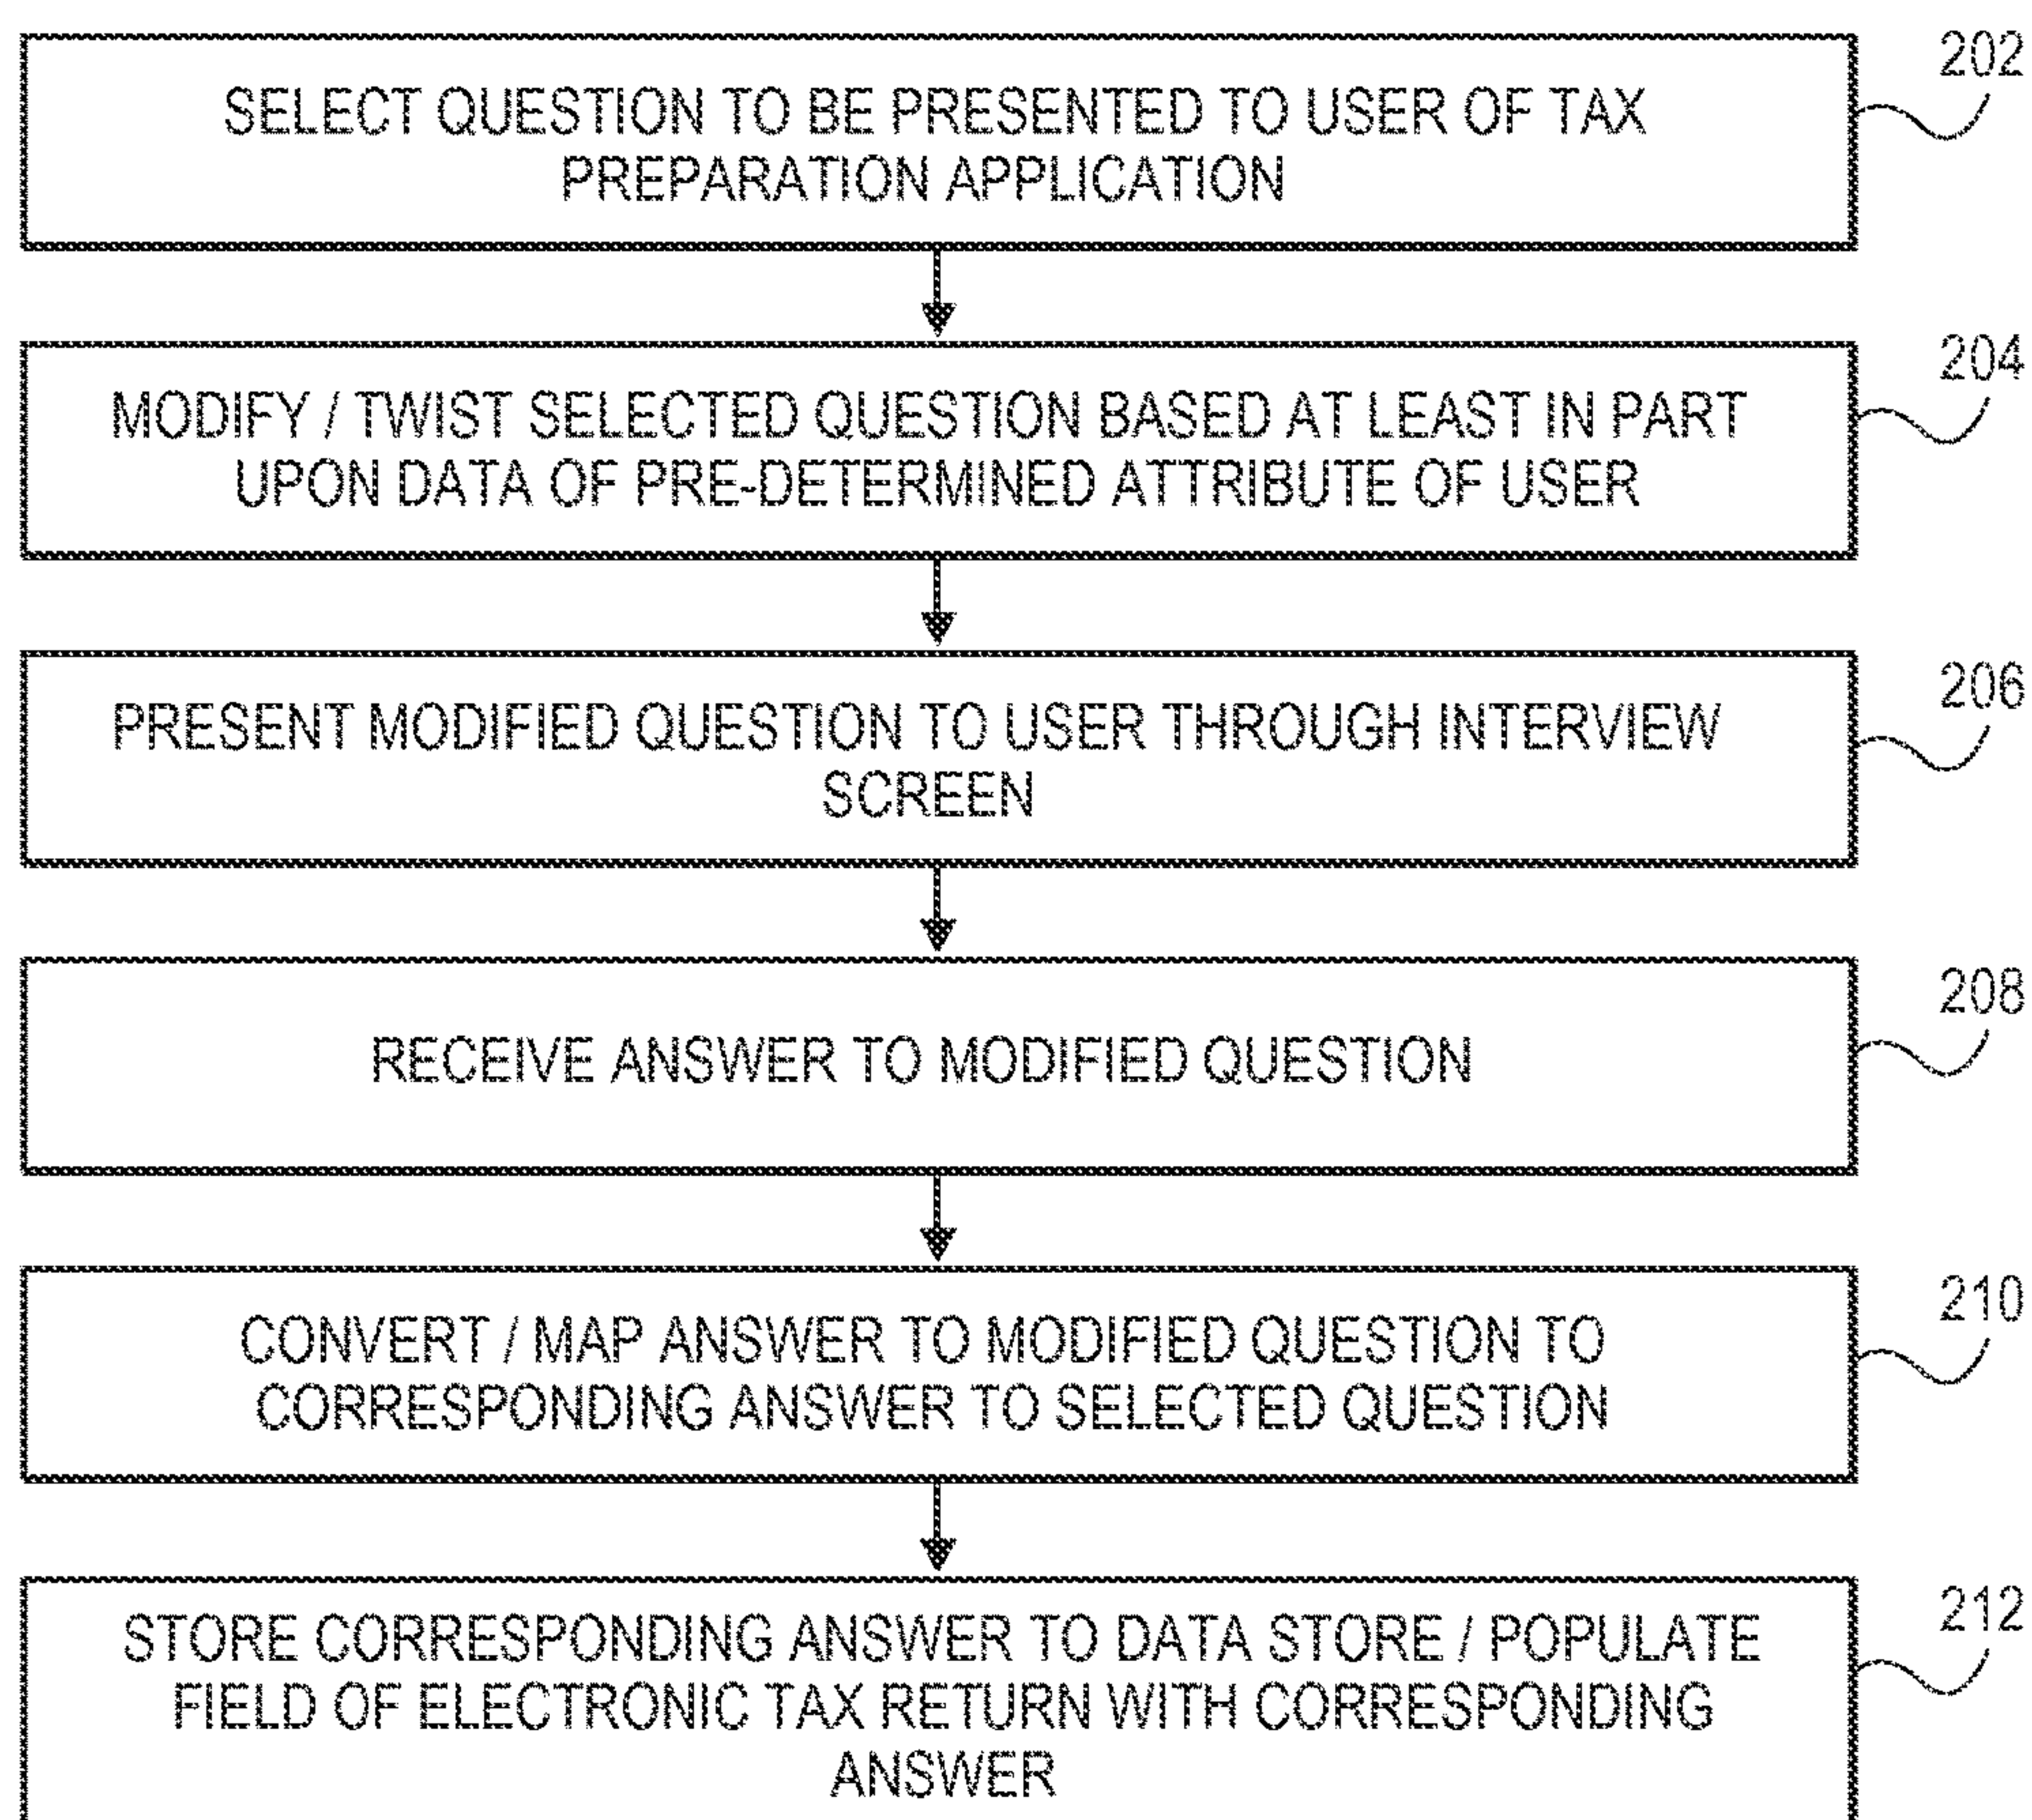 202
SELECT QUESTION TO BE PRESENTED TO USER OF TAX
PREPARATION APPLICATION
204
MODIFY / TWIST SELECTED QUESTION BASED AT LEAST IN PART
UPON DATA OF PRE-DETERMINED ATTRIBUTE OF USER
206
PRESENT MODIFIED QUESTION TO USER THROUGH INTERVIEW
SCREEN
208
RECEIVE ANSWER TO MODIFIED QUESTION
210
CONVERT / MAP ANSWER TO MODIFIED QUESTION TO
CORRESPONDING ANSWER TO SELECTED QUESTION
212
STORE CORRESPONDING ANSWER TO DATA STORE / POPULATE
FIELD OF ELECTRONIC TAX RETURN WITH CORRESPONDING
ANSWER